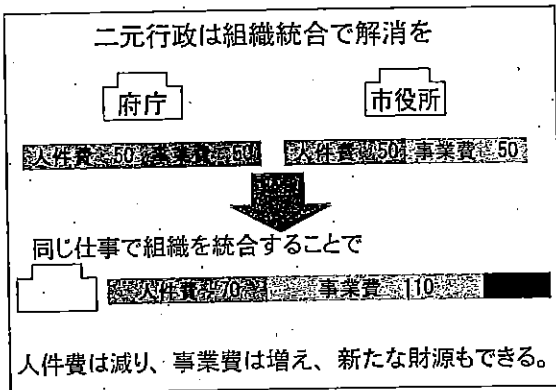 二元行政は組織統合で解消を
府庁
市役所
人件費 50 事業費 50 人件費 50 事業費 50
同じ仕事で組織を統合することで
人件費 70 事業費 110
人件費は減り、事業費は増え、新たな財源もできる。